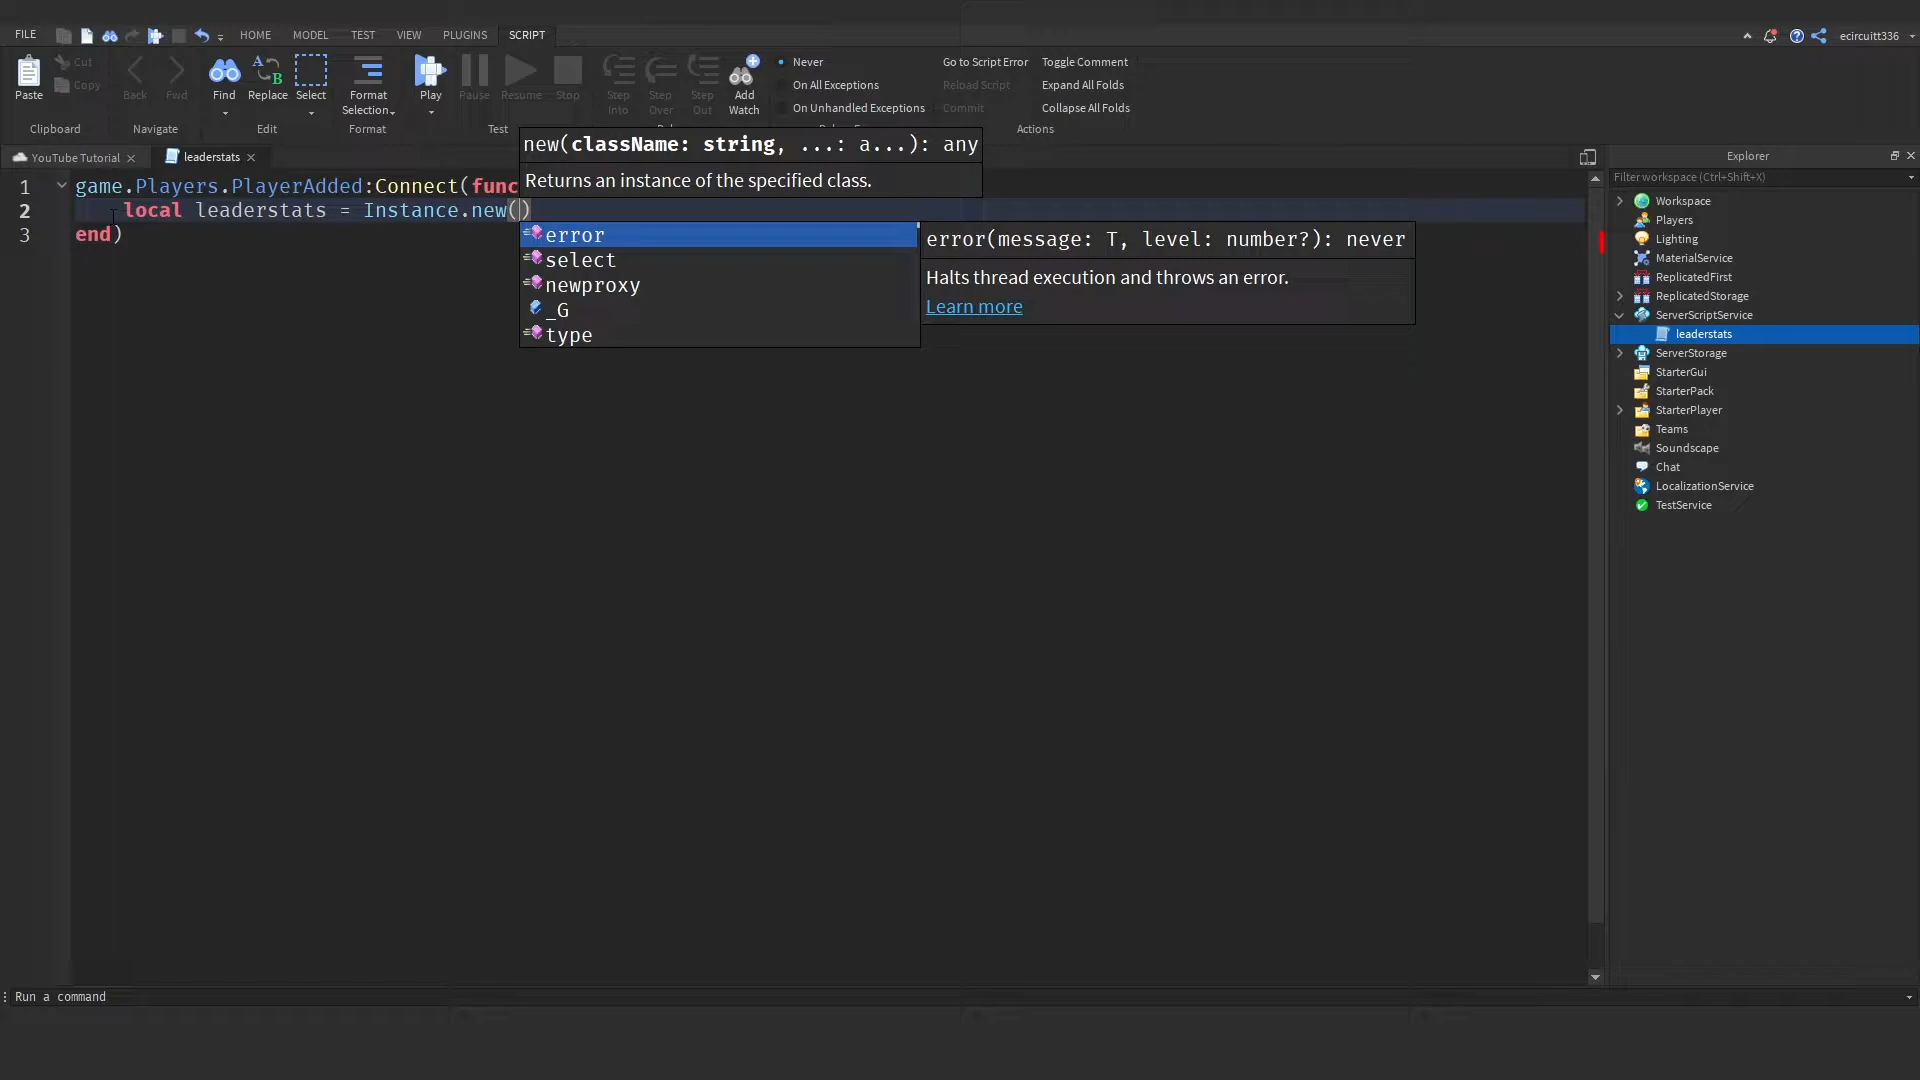 FILE HOME MODEL TEST VIEW PLUGINS SCRIPT ecircuitt336
Paste Cut Copy Back Fwd Find Replace Select Format Selection Play Pause Resume Stop Step Into Step Over Step Out Add Watch
Never Go to Script Error Toggle Comment
On All Exceptions Reload Script Expand All Folds
On Unhandled Exceptions Commit Collapse All Folds
Clipboard Navigate Edit Format Test Actions
new(className: string, ...: a...): any
Returns an instance of the specified class.
YouTube Tutorial leaderstats
1 game.Players.PlayerAdded:Connect(func
2 local leaderstats = Instance.new()
3 end)
error
select
newproxy
_G
type
error(message: T, level: number?): never
Halts thread execution and throws an error.
Learn more
Explorer
Filter workspace (Ctrl+Shift+X)
Workspace
Players
Lighting
MaterialService
ReplicatedFirst
ReplicatedStorage
ServerScriptService
leaderstats
ServerStorage
StarterGui
StarterPack
StarterPlayer
Teams
Soundscape
Chat
LocalizationService
TestService
Run a command